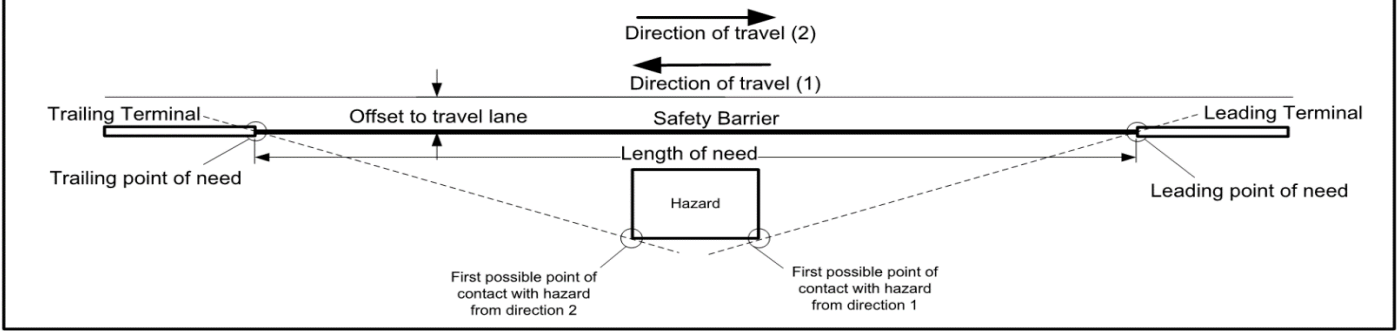 Direction of travel (2)
Direction of travel (1)
Trailing Terminal
Offset to travel lane
Safety Barrier
Leading Terminal
Length of need
Trailing point of need
Leading point of need
Hazard
First possible point of
contact with hazard
from direction 2
First possible point of
contact with hazard
from direction 1